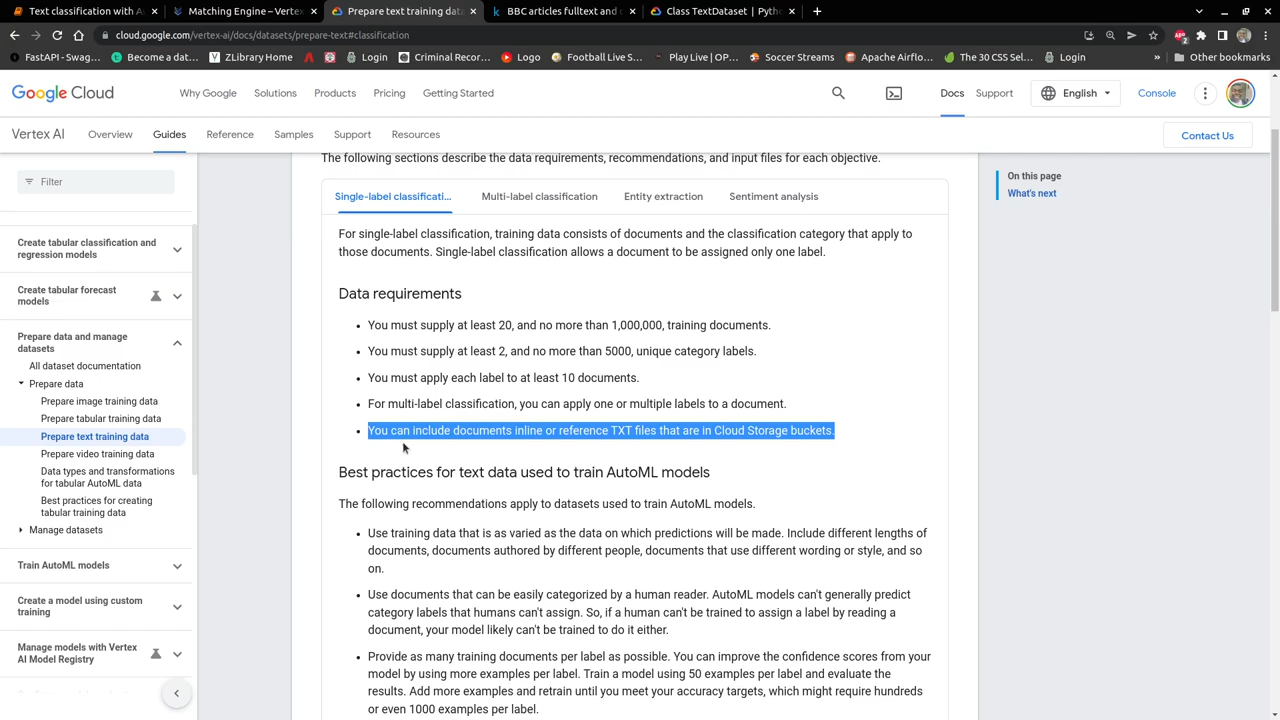 Text classification with A
Matching Engine – Vertex
Prepare text training data
BBC articles fulltext and c
Class TextDataset | Pyth
cloud.google.com/vertex-ai/docs/datasets/prepare-text#classification
FastAPI - Swag...
Become a dat...
ZLibrary Home
Login
Criminal Recor...
Logo
Football Live S...
Play Live | OP...
Soccer Streams
Apache Airflo...
The 30 CSS Sel...
Login
»
Other bookmarks
Google Cloud
Why Google
Solutions
Products
Pricing
Getting Started
Docs
Support
English
Console
Vertex AI
Overview
Guides
Reference
Samples
Support
Resources
Contact Us
Filter
Create tabular classification and
regression models
Create tabular forecast
models
Prepare data and manage
datasets
All dataset documentation
Prepare data
Prepare image training data
Prepare tabular training data
Prepare text training data
Prepare video training data
Data types and transformations
for tabular AutoML data
Best practices for creating
tabular training data
Manage datasets
Train AutoML models
Create a model using custom
training
Manage models with Vertex
AI Model Registry
The following sections describe the data requirements, recommendations, and input files for each objective.
Single-label classificati...
Multi-label classification
Entity extraction
Sentiment analysis
For single-label classification, training data consists of documents and the classification category that apply to
those documents. Single-label classification allows a document to be assigned only one label.
Data requirements
• You must supply at least 20, and no more than 1,000,000, training documents.
• You must supply at least 2, and no more than 5000, unique category labels.
• You must apply each label to at least 10 documents.
• For multi-label classification, you can apply one or multiple labels to a document.
• You can include documents inline or reference TXT files that are in Cloud Storage buckets.
Best practices for text data used to train AutoML models
The following recommendations apply to datasets used to train AutoML models.
• Use training data that is as varied as the data on which predictions will be made. Include different lengths of
documents, documents authored by different people, documents that use different wording or style, and so
on.
• Use documents that can be easily categorized by a human reader. AutoML models can't generally predict
category labels that humans can't assign. So, if a human can't be trained to assign a label by reading a
document, your model likely can't be trained to do it either.
• Provide as many training documents per label as possible. You can improve the confidence scores from your
model by using more examples per label. Train a model using 50 examples per label and evaluate the
results. Add more examples and retrain until you meet your accuracy targets, which might require hundreds
or even 1000 examples per label.
On this page
What's next